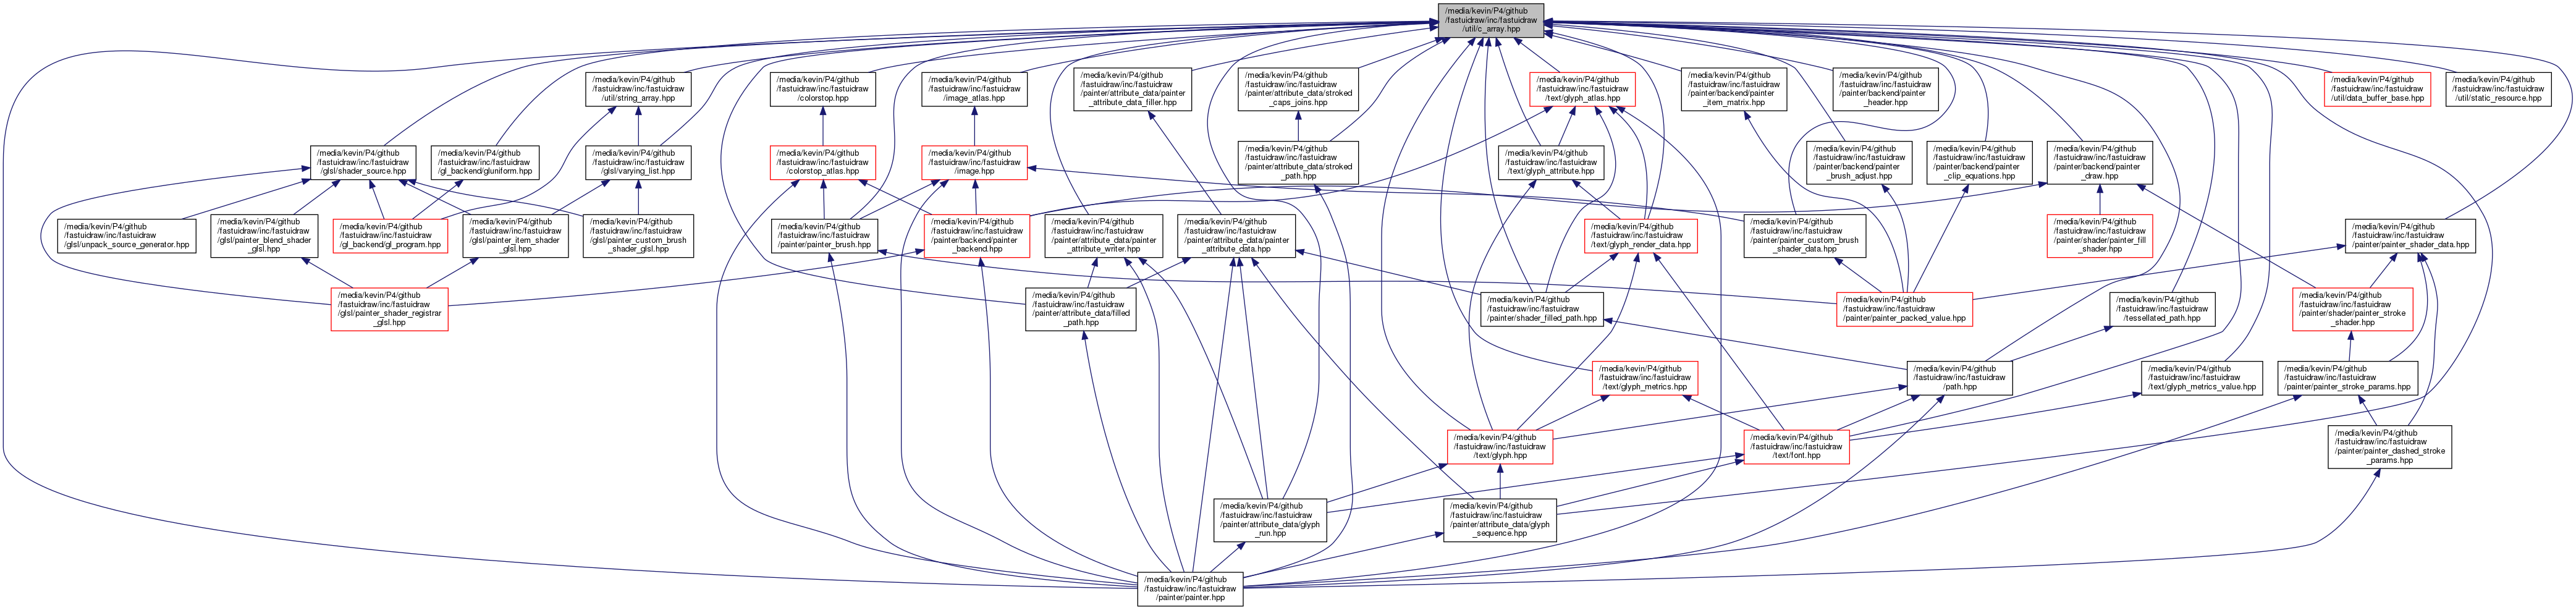 /media/kevin/P4/github
/fastuidraw/inc/fastuidraw
/util/c_array.hpp
/media/kevin/P4/github
/fastuidraw/inc/fastuidraw
/util/string_array.hpp
/media/kevin/P4/github
/fastuidraw/inc/fastuidraw
/colorstop.hpp
/media/kevin/P4/github
/fastuidraw/inc/fastuidraw
/image_atlas.hpp
/media/kevin/P4/github
/fastuidraw/inc/fastuidraw
/painter/attribute_data/painter
_attribute_data_filler.hpp
/media/kevin/P4/github
/fastuidraw/inc/fastuidraw
/painter/attribute_data/stroked
_caps_joins.hpp
/media/kevin/P4/github
/fastuidraw/inc/fastuidraw
/text/glyph_atlas.hpp
/media/kevin/P4/github
/fastuidraw/inc/fastuidraw
/painter/backend/painter
_item_matrix.hpp
/media/kevin/P4/github
/fastuidraw/inc/fastuidraw
/painter/backend/painter
_header.hpp
/media/kevin/P4/github
/fastuidraw/inc/fastuidraw
/util/data_buffer_base.hpp
/media/kevin/P4/github
/fastuidraw/inc/fastuidraw
/util/static_resource.hpp
/media/kevin/P4/github
/fastuidraw/inc/fastuidraw
/glsl/shader_source.hpp
/media/kevin/P4/github
/fastuidraw/inc/fastuidraw
/gl_backend/gluniform.hpp
/media/kevin/P4/github
/fastuidraw/inc/fastuidraw
/glsl/varying_list.hpp
/media/kevin/P4/github
/fastuidraw/inc/fastuidraw
/colorstop_atlas.hpp
/media/kevin/P4/github
/fastuidraw/inc/fastuidraw
/image.hpp
/media/kevin/P4/github
/fastuidraw/inc/fastuidraw
/painter/attribute_data/stroked
_path.hpp
/media/kevin/P4/github
/fastuidraw/inc/fastuidraw
/text/glyph_attribute.hpp
/media/kevin/P4/github
/fastuidraw/inc/fastuidraw
/painter/backend/painter
_brush_adjust.hpp
/media/kevin/P4/github
/fastuidraw/inc/fastuidraw
/painter/backend/painter
_clip_equations.hpp
/media/kevin/P4/github
/fastuidraw/inc/fastuidraw
/painter/backend/painter
_draw.hpp
/media/kevin/P4/github
/fastuidraw/inc/fastuidraw
/glsl/unpack_source_generator.hpp
/media/kevin/P4/github
/fastuidraw/inc/fastuidraw
/glsl/painter_blend_shader
_glsl.hpp
/media/kevin/P4/github
/fastuidraw/inc/fastuidraw
/gl_backend/gl_program.hpp
/media/kevin/P4/github
/fastuidraw/inc/fastuidraw
/glsl/painter_item_shader
_glsl.hpp
/media/kevin/P4/github
/fastuidraw/inc/fastuidraw
/glsl/painter_custom_brush
_shader_glsl.hpp
/media/kevin/P4/github
/fastuidraw/inc/fastuidraw
/painter/painter_brush.hpp
/media/kevin/P4/github
/fastuidraw/inc/fastuidraw
/painter/backend/painter
_backend.hpp
/media/kevin/P4/github
/fastuidraw/inc/fastuidraw
/painter/attribute_data/painter
_attribute_writer.hpp
/media/kevin/P4/github
/fastuidraw/inc/fastuidraw
/painter/attribute_data/painter
_attribute_data.hpp
/media/kevin/P4/github
/fastuidraw/inc/fastuidraw
/text/glyph_render_data.hpp
/media/kevin/P4/github
/fastuidraw/inc/fastuidraw
/painter/painter_custom_brush
_shader_data.hpp
/media/kevin/P4/github
/fastuidraw/inc/fastuidraw
/painter/shader/painter_fill
_shader.hpp
/media/kevin/P4/github
/fastuidraw/inc/fastuidraw
/painter/painter_shader_data.hpp
/media/kevin/P4/github
/fastuidraw/inc/fastuidraw
/glsl/painter_shader_registrar
_glsl.hpp
/media/kevin/P4/github
/fastuidraw/inc/fastuidraw
/painter/attribute_data/filled
_path.hpp
/media/kevin/P4/github
/fastuidraw/inc/fastuidraw
/painter/shader_filled_path.hpp
/media/kevin/P4/github
/fastuidraw/inc/fastuidraw
/painter/painter_packed_value.hpp
/media/kevin/P4/github
/fastuidraw/inc/fastuidraw
/tessellated_path.hpp
/media/kevin/P4/github
/fastuidraw/inc/fastuidraw
/painter/shader/painter_stroke
_shader.hpp
/media/kevin/P4/github
/fastuidraw/inc/fastuidraw
/text/glyph_metrics.hpp
/media/kevin/P4/github
/fastuidraw/inc/fastuidraw
/path.hpp
/media/kevin/P4/github
/fastuidraw/inc/fastuidraw
/text/glyph_metrics_value.hpp
/media/kevin/P4/github
/fastuidraw/inc/fastuidraw
/painter/painter_stroke_params.hpp
/media/kevin/P4/github
/fastuidraw/inc/fastuidraw
/text/glyph.hpp
/media/kevin/P4/github
/fastuidraw/inc/fastuidraw
/text/font.hpp
/media/kevin/P4/github
/fastuidraw/inc/fastuidraw
/painter/painter_dashed_stroke
_params.hpp
/media/kevin/P4/github
/fastuidraw/inc/fastuidraw
/painter/attribute_data/glyph
_run.hpp
/media/kevin/P4/github
/fastuidraw/inc/fastuidraw
/painter/attribute_data/glyph
_sequence.hpp
/media/kevin/P4/github
/fastuidraw/inc/fastuidraw
/painter/painter.hpp